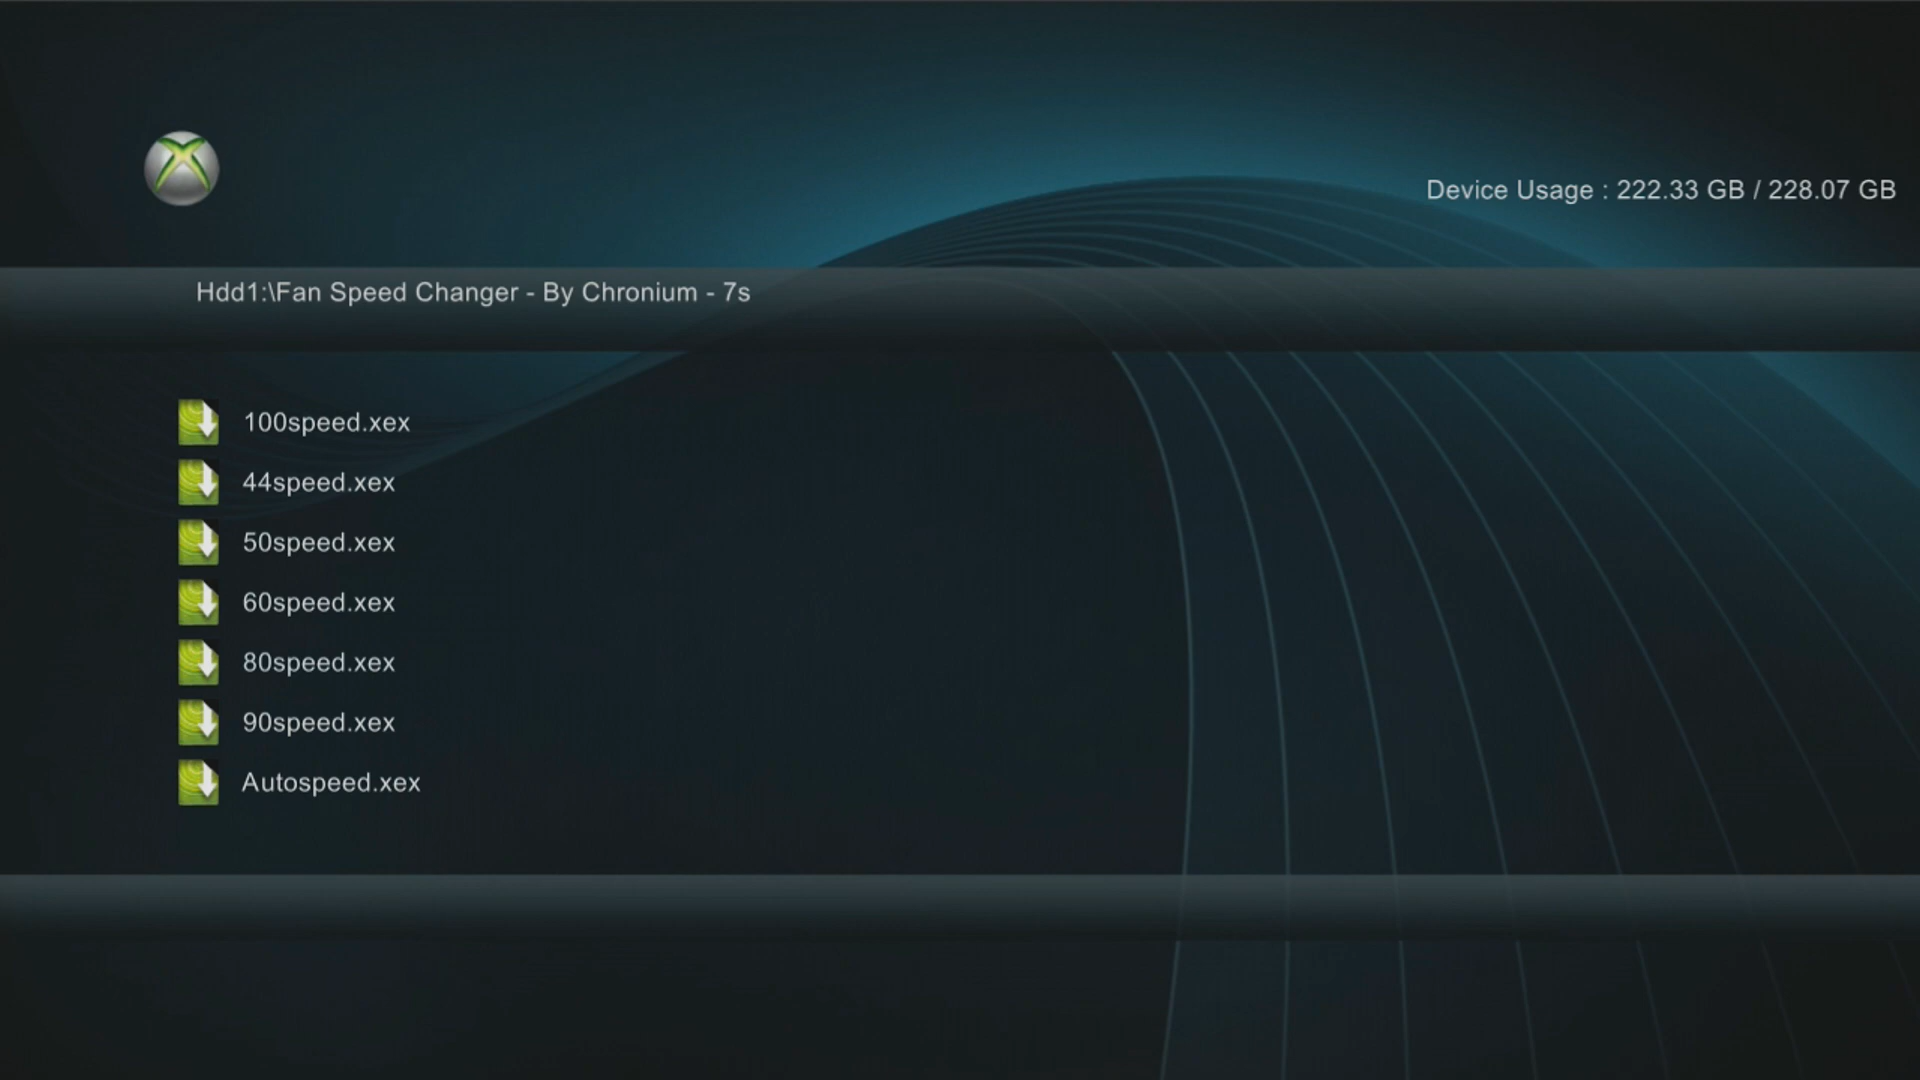 Device Usage : 222.33 GB / 228.07 GB
Hdd1:\Fan Speed Changer - By Chronium - 7s
100speed.xex
44speed.xex
50speed.xex
60speed.xex
80speed.xex
90speed.xex
Autospeed.xex